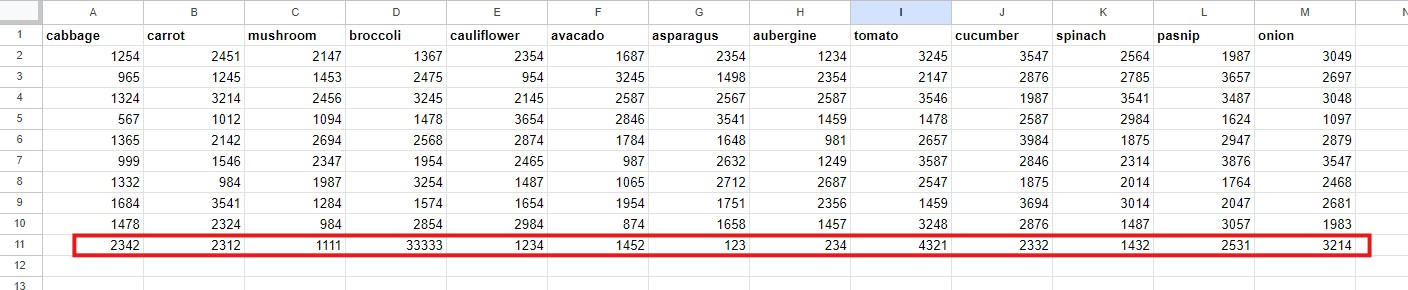 A B C D E F G H I J K L M N
1 cabbage carrot mushroom broccoli cauliflower avacado asparagus aubergine tomato cucumber spinach pasnip onion
2 1254 2451 2147 1367 2354 1687 2354 1234 3245 3547 2564 1987 3049
3 965 1245 1453 2475 954 3245 1498 2354 2147 2876 2785 3657 2697
4 1324 3214 2456 3245 2145 2587 2567 2587 3546 1987 3541 3487 3048
5 567 1012 1094 1478 3654 2846 3541 1459 1478 2587 2984 1624 1097
6 1365 2142 2694 2568 2874 1784 1648 981 2657 3984 1875 2947 2879
7 999 1546 2347 1954 2465 987 2632 1249 3587 2846 2314 3876 3547
8 1332 984 1987 3254 1487 1065 2712 2687 2547 1875 2014 1764 2468
9 1684 3541 1284 1574 1654 1954 1751 2356 1459 3694 3014 2047 2681
10 1478 2324 984 2854 2984 874 1658 1457 3248 2876 1487 3057 1983
11 2342 2312 1111 33333 1234 1452 123 234 4321 2332 1432 2531 3214
12
13